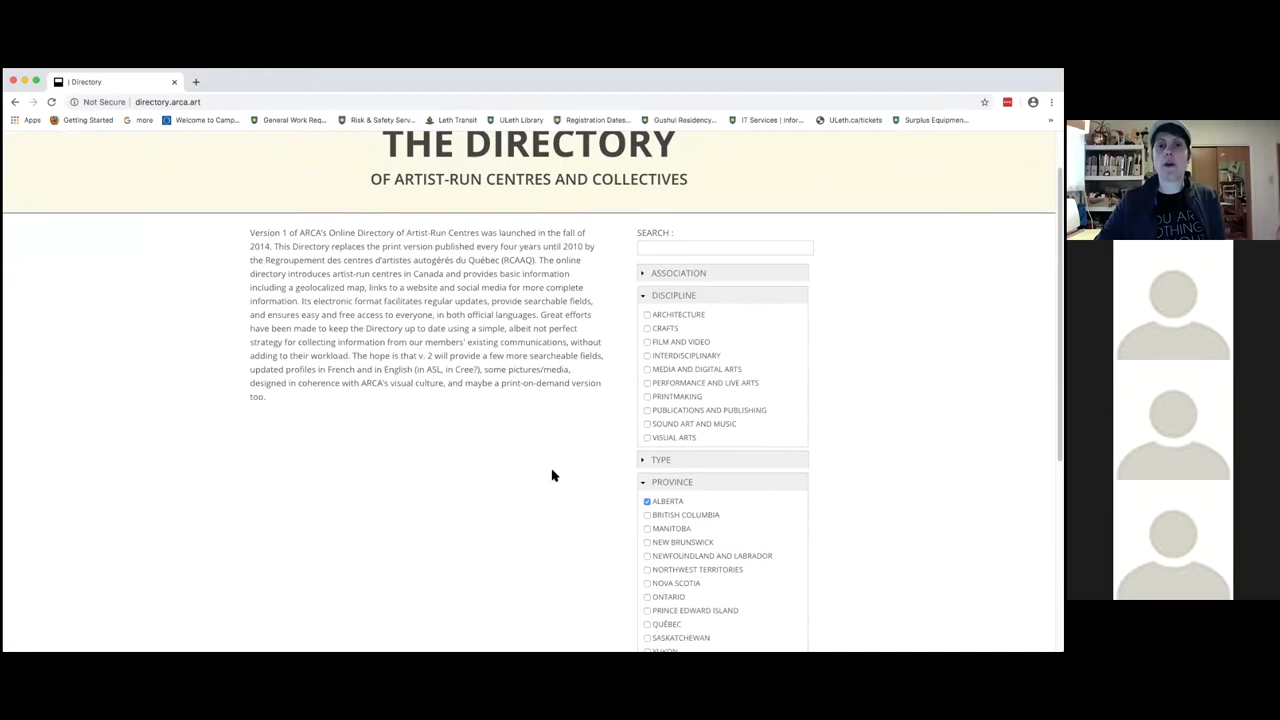 | Directory
Not Secure | directory.arca.art
Apps Getting Started more Welcome to Camp... General Work Req... Risk & Safety Serv... Leth Transit ULeth Library Registration Dates... Gushul Residency... IT Services | Infor... ULeth.ca/tickets Surplus Equipmen... »
THE DIRECTORY
OF ARTIST-RUN CENTRES AND COLLECTIVES
Version 1 of ARCA's Online Directory of Artist-Run Centres was launched in the fall of
2014. This Directory replaces the print version published every four years until 2010 by
the Regroupement des centres d'artistes autogérés du Québec (RCAAQ). The online
directory introduces artist-run centres in Canada and provides basic information
including a geolocalized map, links to a website and social media for more complete
information. Its electronic format facilitates regular updates, provide searchable fields,
and ensures easy and free access to everyone, in both official languages. Great efforts
have been made to keep the Directory up to date using a simple, albeit not perfect
strategy for collecting information from our members' existing communications, without
adding to their workload. The hope is that v. 2 will provide a few more searcheable fields,
updated profiles in French and in English (in ASL, in Cree?), some pictures/media,
designed in coherence with ARCA's visual culture, and maybe a print-on-demand version
too.
SEARCH :
ASSOCIATION
DISCIPLINE
ARCHITECTURE
CRAFTS
FILM AND VIDEO
INTERDISCIPLINARY
MEDIA AND DIGITAL ARTS
PERFORMANCE AND LIVE ARTS
PRINTMAKING
PUBLICATIONS AND PUBLISHING
SOUND ART AND MUSIC
VISUAL ARTS
TYPE
PROVINCE
ALBERTA
BRITISH COLUMBIA
MANITOBA
NEW BRUNSWICK
NEWFOUNDLAND AND LABRADOR
NORTHWEST TERRITORIES
NOVA SCOTIA
ONTARIO
PRINCE EDWARD ISLAND
QUÉBEC
SASKATCHEWAN
YUKON
YOU AR
NOTHING